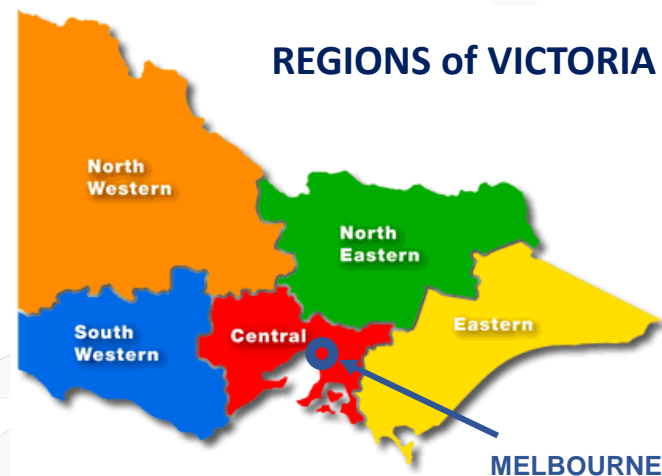 REGIONS of VICTORIA
North
Western
North
Eastern
South
Western
Central
Eastern
MELBOURNE